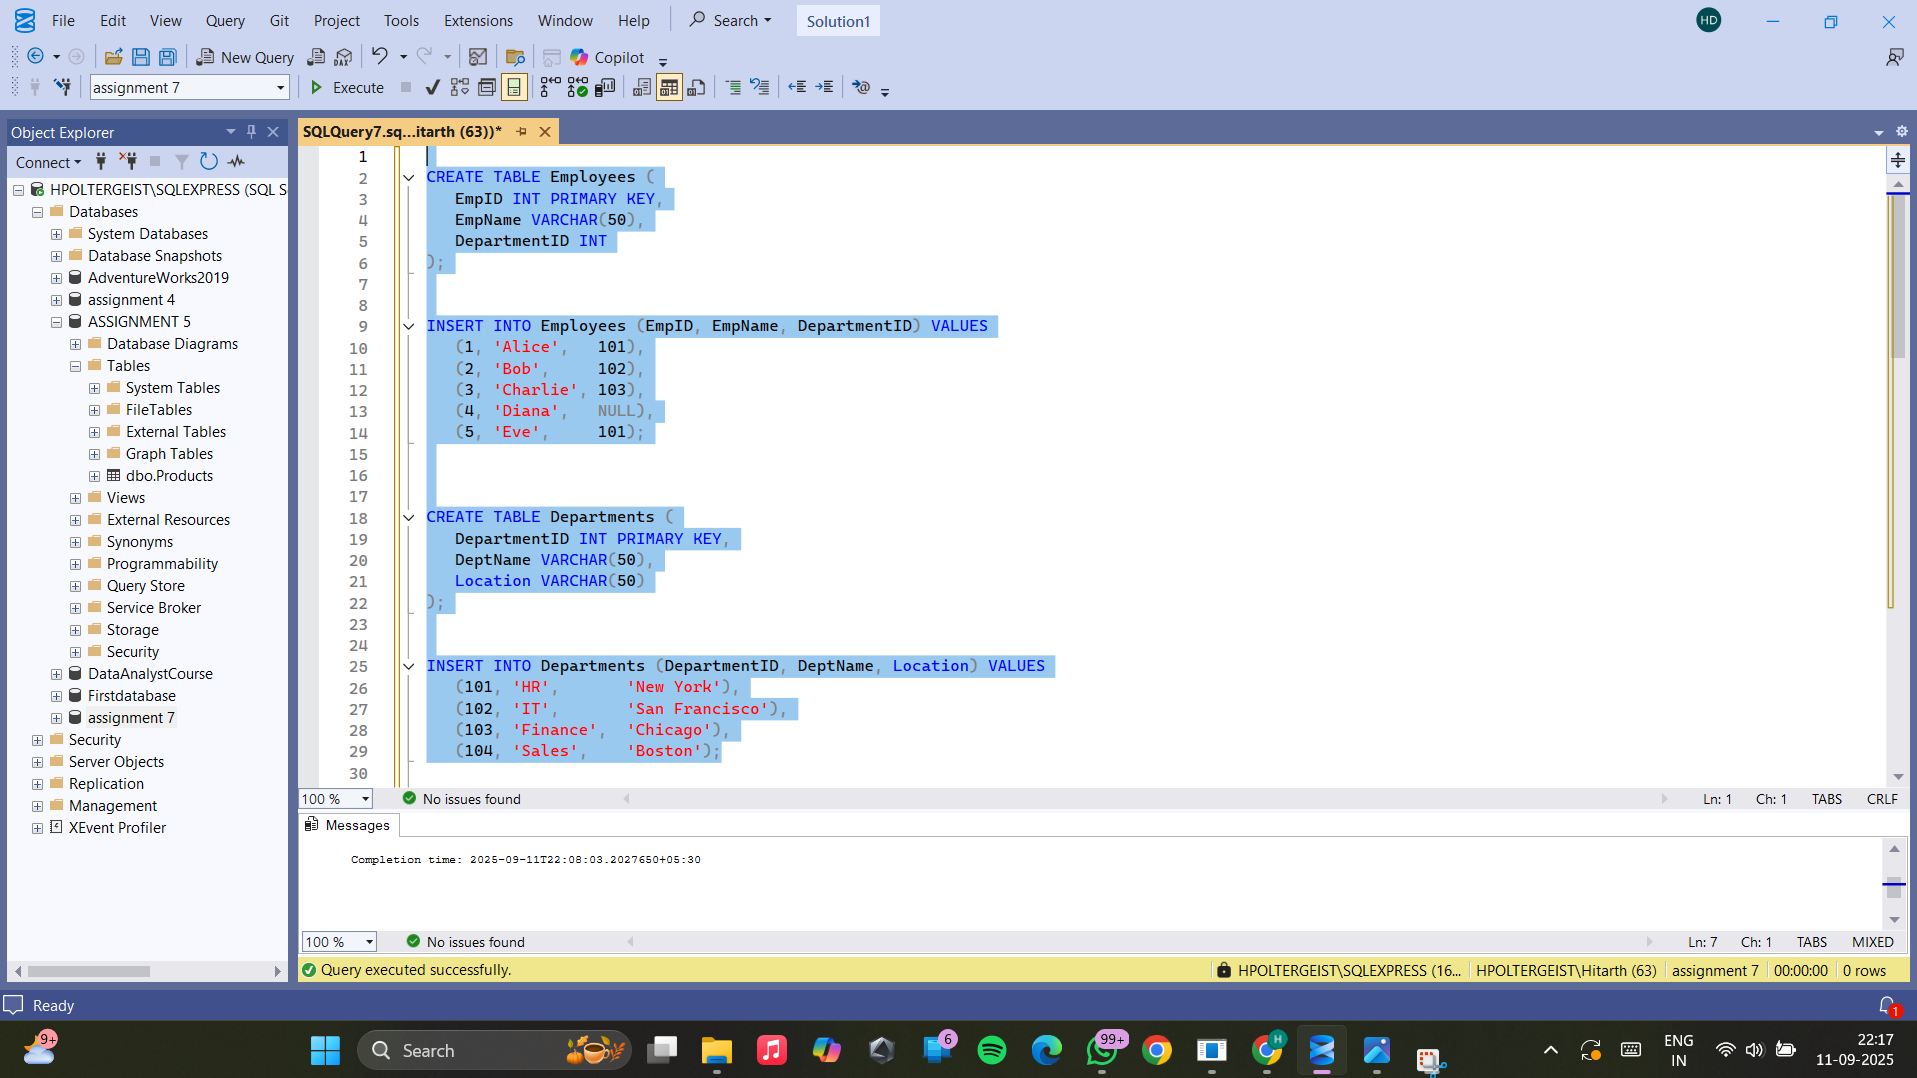 File Edit View Query Git Project Tools Extensions Window Help Search Solution1 HD
New Query DAX Copilot
assignment 7 Execute
Object Explorer
Connect
HPOLTERGEIST\SQLEXPRESS (SQL S
Databases
System Databases
Database Snapshots
AdventureWorks2019
assignment 4
ASSIGNMENT 5
Database Diagrams
Tables
System Tables
FileTables
External Tables
Graph Tables
dbo.Products
Views
External Resources
Synonyms
Programmability
Query Store
Service Broker
Storage
Security
DataAnalystCourse
Firstdatabase
assignment 7
Security
Server Objects
Replication
Management
XEvent Profiler
SQLQuery7.sq...itarth (63))*
1
2 CREATE TABLE Employees (
3 EmpID INT PRIMARY KEY,
4 EmpName VARCHAR(50),
5 DepartmentID INT
6 );
7
8
9 INSERT INTO Employees (EmpID, EmpName, DepartmentID) VALUES
10 (1, 'Alice', 101),
11 (2, 'Bob', 102),
12 (3, 'Charlie', 103),
13 (4, 'Diana', NULL),
14 (5, 'Eve', 101);
15
16
17
18 CREATE TABLE Departments (
19 DepartmentID INT PRIMARY KEY,
20 DeptName VARCHAR(50),
21 Location VARCHAR(50)
22 );
23
24
25 INSERT INTO Departments (DepartmentID, DeptName, Location) VALUES
26 (101, 'HR', 'New York'),
27 (102, 'IT', 'San Francisco'),
28 (103, 'Finance', 'Chicago'),
29 (104, 'Sales', 'Boston');
30
100 % No issues found Ln: 1 Ch: 1 TABS CRLF
Messages
Completion time: 2025-09-11T22:08:03.2027650+05:30
100 % No issues found Ln: 7 Ch: 1 TABS MIXED
Query executed successfully. HPOLTERGEIST\SQLEXPRESS (16... HPOLTERGEIST\Hitarth (63) assignment 7 00:00:00 0 rows
Ready 1
9+ Search 6 99+ H ENG IN 22:17
11-09-2025